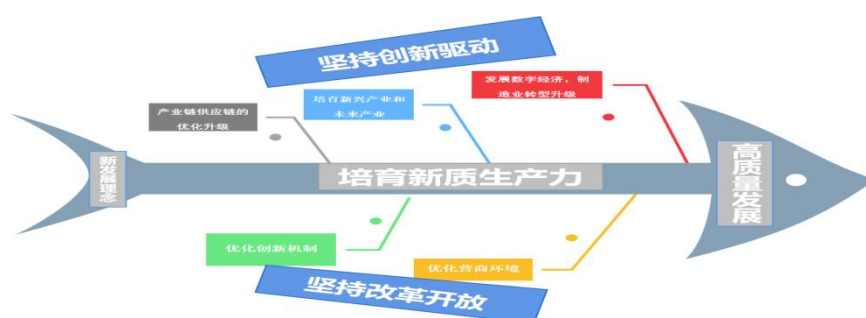 坚持创新驱动
产业链供应链的
优化升级
培育新兴产业和
未来产业
发展数字经济，制
造业转型升级
新发展理念
培育新质生产力
高质量发展
优化创新机制
优化营商环境
坚持改革开放